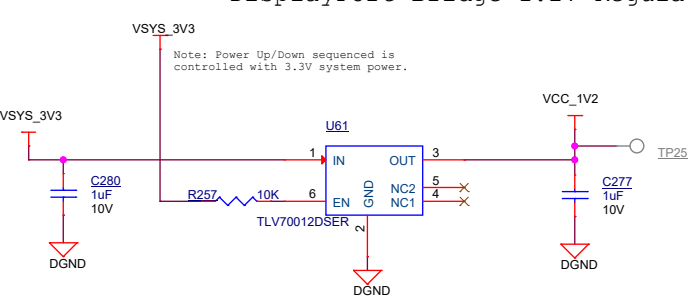 VSYS_3V3
Note: Power Up/Down sequenced is
controlled with 3.3V system power.
VSYS_3V3
VCC_1V2
U61
TP25
1
IN
OUT
3
C280
1uF
10V
R257
10K
6
EN
GND
NC2
5
NC1
4
C277
1uF
10V
TLV70012DSER
2
DGND
DGND
DGND